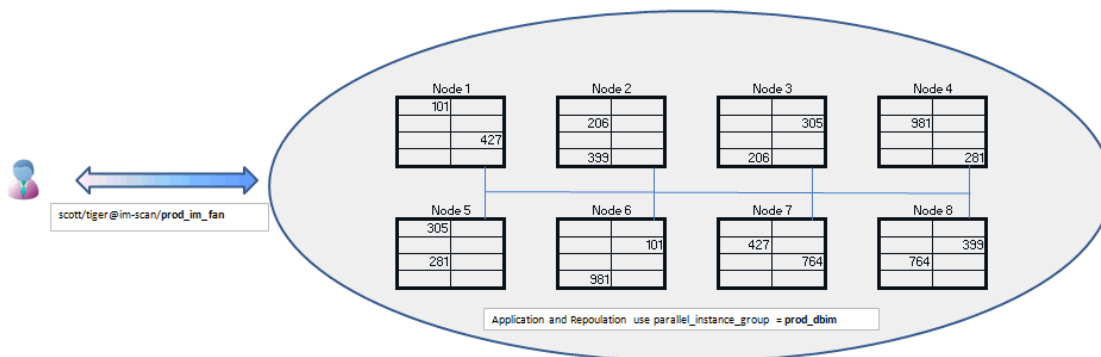 Node 1 Node 2 Node 3 Node 4
101
206 305 981
427
399 206 281
scott/tiger@im-scan/prod_im_fan
Node 5 Node 6 Node 7 Node 8
305
101 427 399
281 764 764
981
Application and Repoulation use parallel_instance_group = prod_dbim